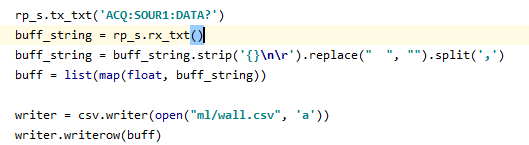 rp_s.tx_txt('ACQ:SOUR1:DATA?')
buff_string = rp_s.rx_txt()
buff_string = buff_string.strip('{}\n\r').replace("  ", "").split(',')
buff = list(map(float, buff_string))
writer = csv.writer(open("ml/wall.csv", 'a'))
writer.writerow(buff)